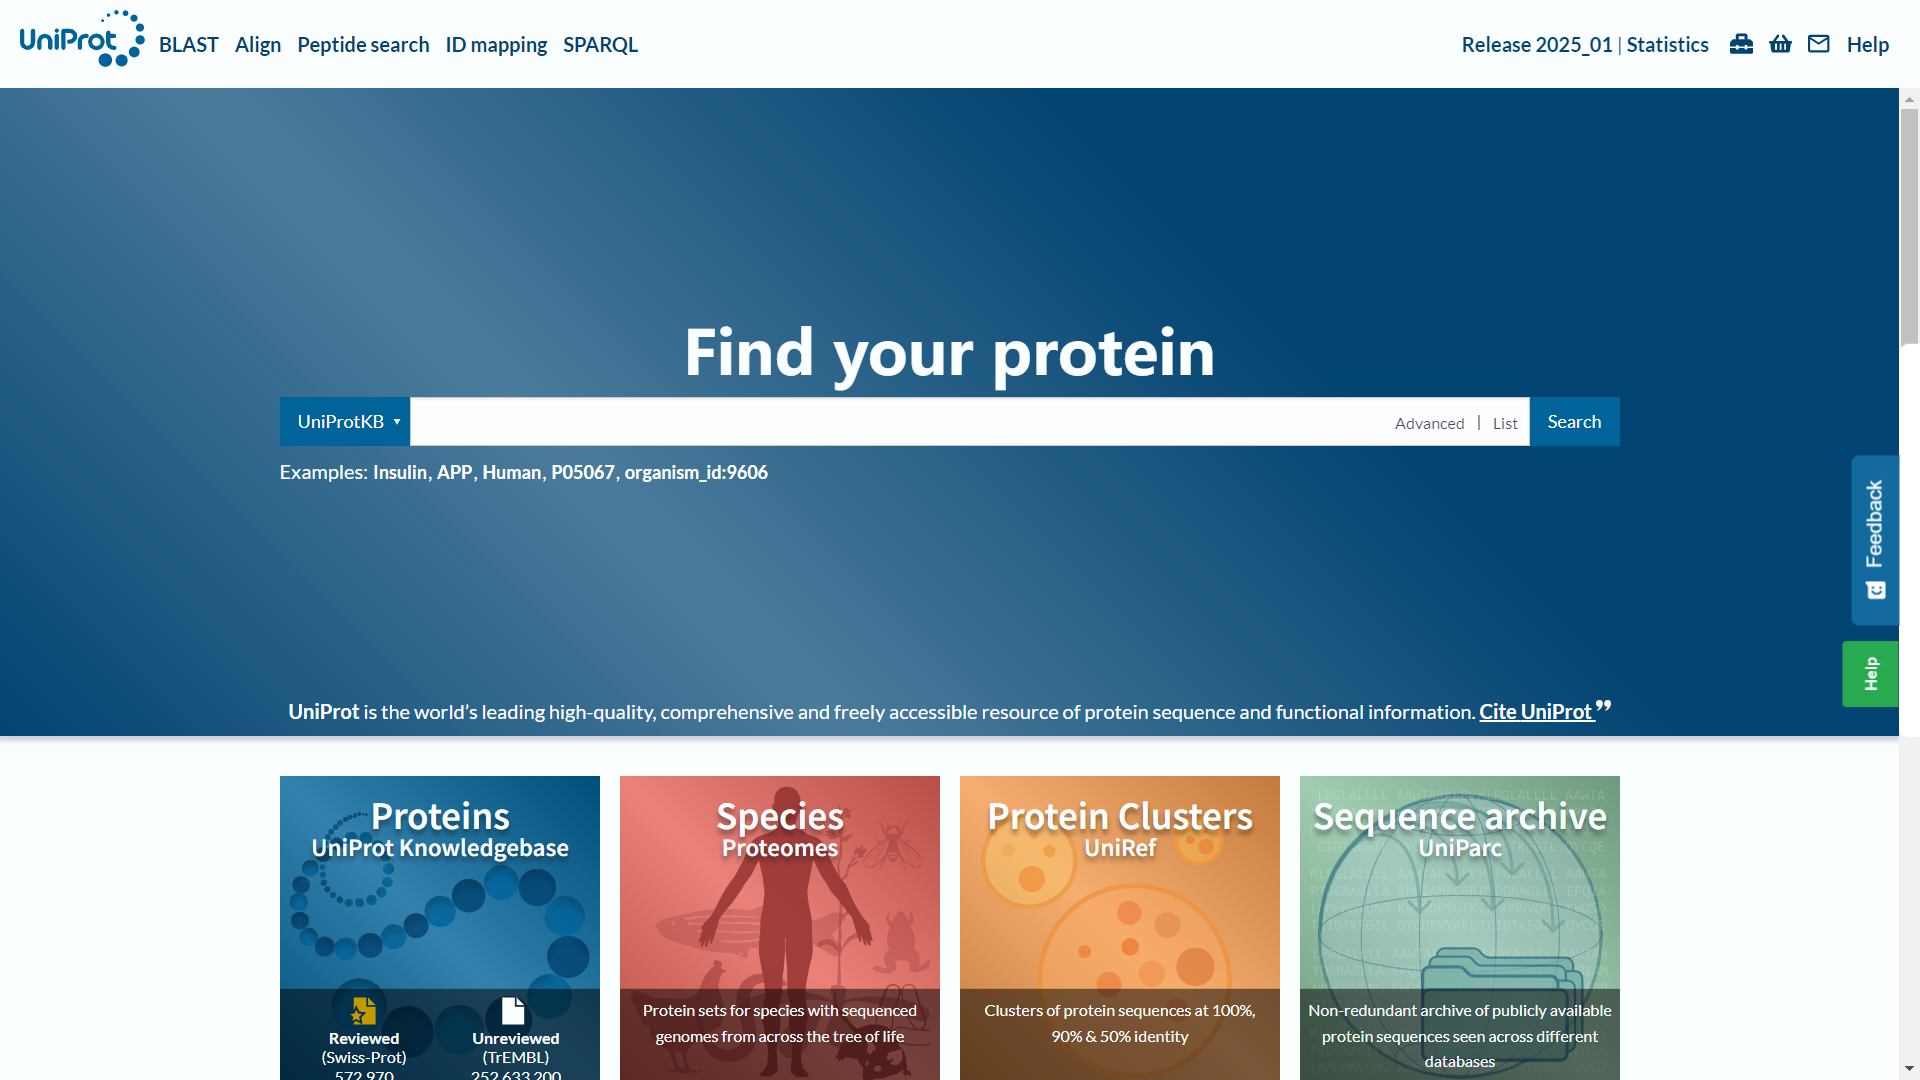 UniProt BLAST Align Peptide search ID mapping SPARQL Release 2025_01 | Statistics Help
Find your protein
UniProtKB Advanced | List Search
Examples: Insulin, APP, Human, P05067, organism_id:9606
Feedback
Help
UniProt is the world's leading high-quality, comprehensive and freely accessible resource of protein sequence and functional information. Cite UniProt
Proteins
UniProt Knowledgebase
Reviewed
(Swiss-Prot)
572,970
Unreviewed
(TrEMBL)
252,633,200
Species
Proteomes
Protein sets for species with sequenced
genomes from across the tree of life
Protein Clusters
UniRef
Clusters of protein sequences at 100%,
90% & 50% identity
Sequence archive
UniParc
Non-redundant archive of publicly available
protein sequences seen across different
databases